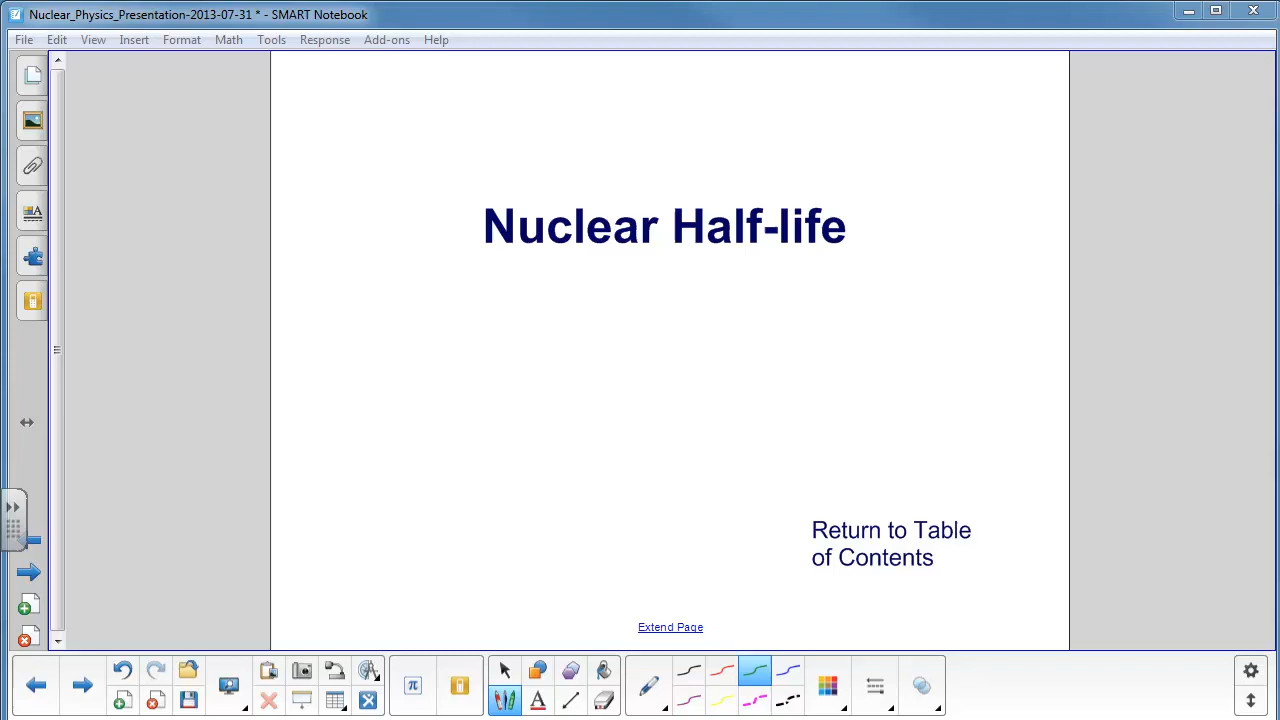 Nuclear_Physics_Presentation-2013-07-31 * - SMART Notebook
File Edit View Insert Format Math Tools Response Add-ons Help
Nuclear Half-life
Return to Table
of Contents
Extend Page
π
A